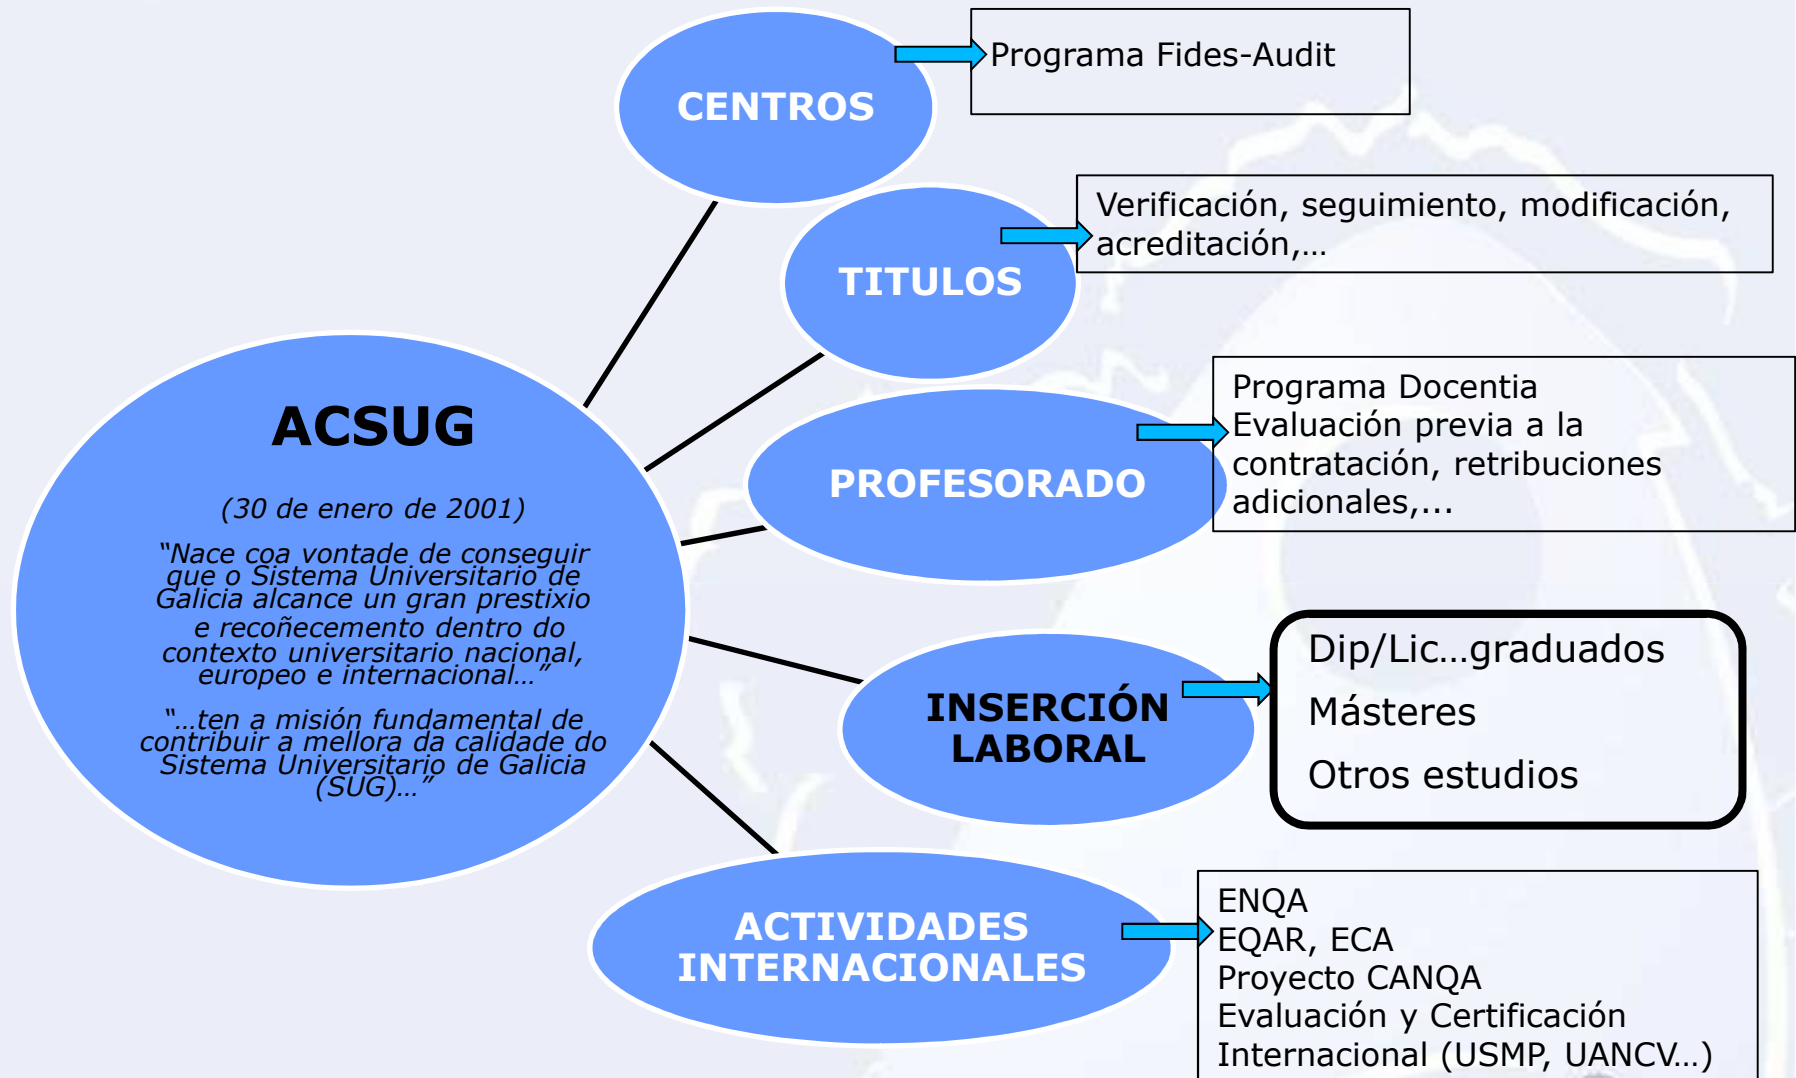 CENTROS
Programa Fides-Audit
TITULOS
Verificación, seguimiento, modificación,
acreditación,…
ACSUG
(30 de enero de 2001)
“Nace coa vontade de conseguir
que o Sistema Universitario de
Galicia alcance un gran prestixio
e recoñecemento dentro do
contexto universitario nacional,
europeo e internacional…”
“…ten a misión fundamental de
contribuir a mellora da calidade do
Sistema Universitario de Galicia
(SUG)…”
PROFESORADO
Programa Docentia
Evaluación previa a la
contratación, retribuciones
adicionales,...
INSERCIÓN
LABORAL
Dip/Lic…graduados
Másteres
Otros estudios
ACTIVIDADES
INTERNACIONALES
ENQA
EQAR, ECA
Proyecto CANQA
Evaluación y Certificación
Internacional (USMP, UANCV…)